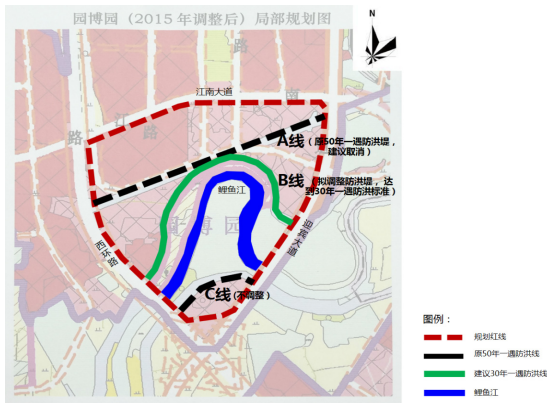 园博园（2015年调整后）局部规划图
N
路
江南大道
南
江
路
路
A线（原50年一遇防洪堤，
建议取消）
B线（拟调整防洪堤，达
到30年一遇防洪标准）
鲤鱼江
园博园
迎宾大道
西环路
C线（不调整）
图例：
规划红线
原50年一遇防洪线
建议30年一遇防洪线
鲤鱼江